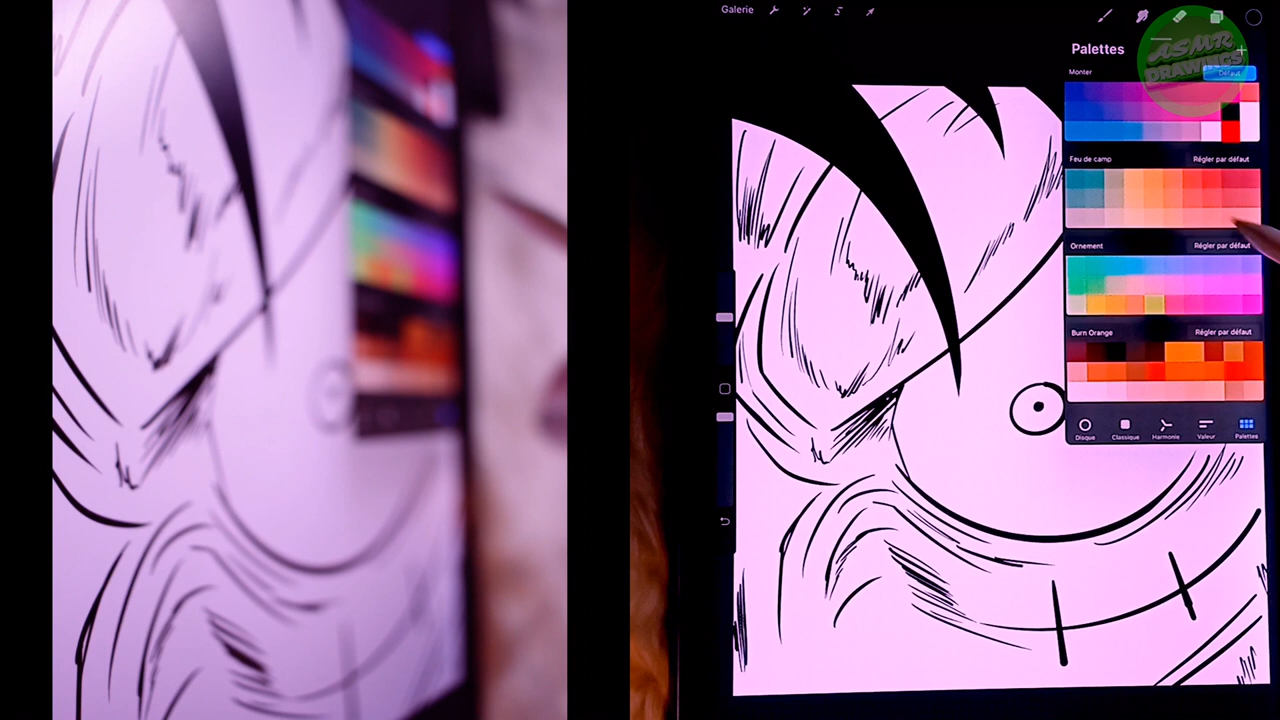 Galerie
Palettes
ASMR
DRAWINGS
Monter
Défaut
Feu de camp
Régler par défaut
Ornement
Régler par défaut
Burn Orange
Régler par défaut
Disque
Classique
Harmonie
Valeur
Palettes